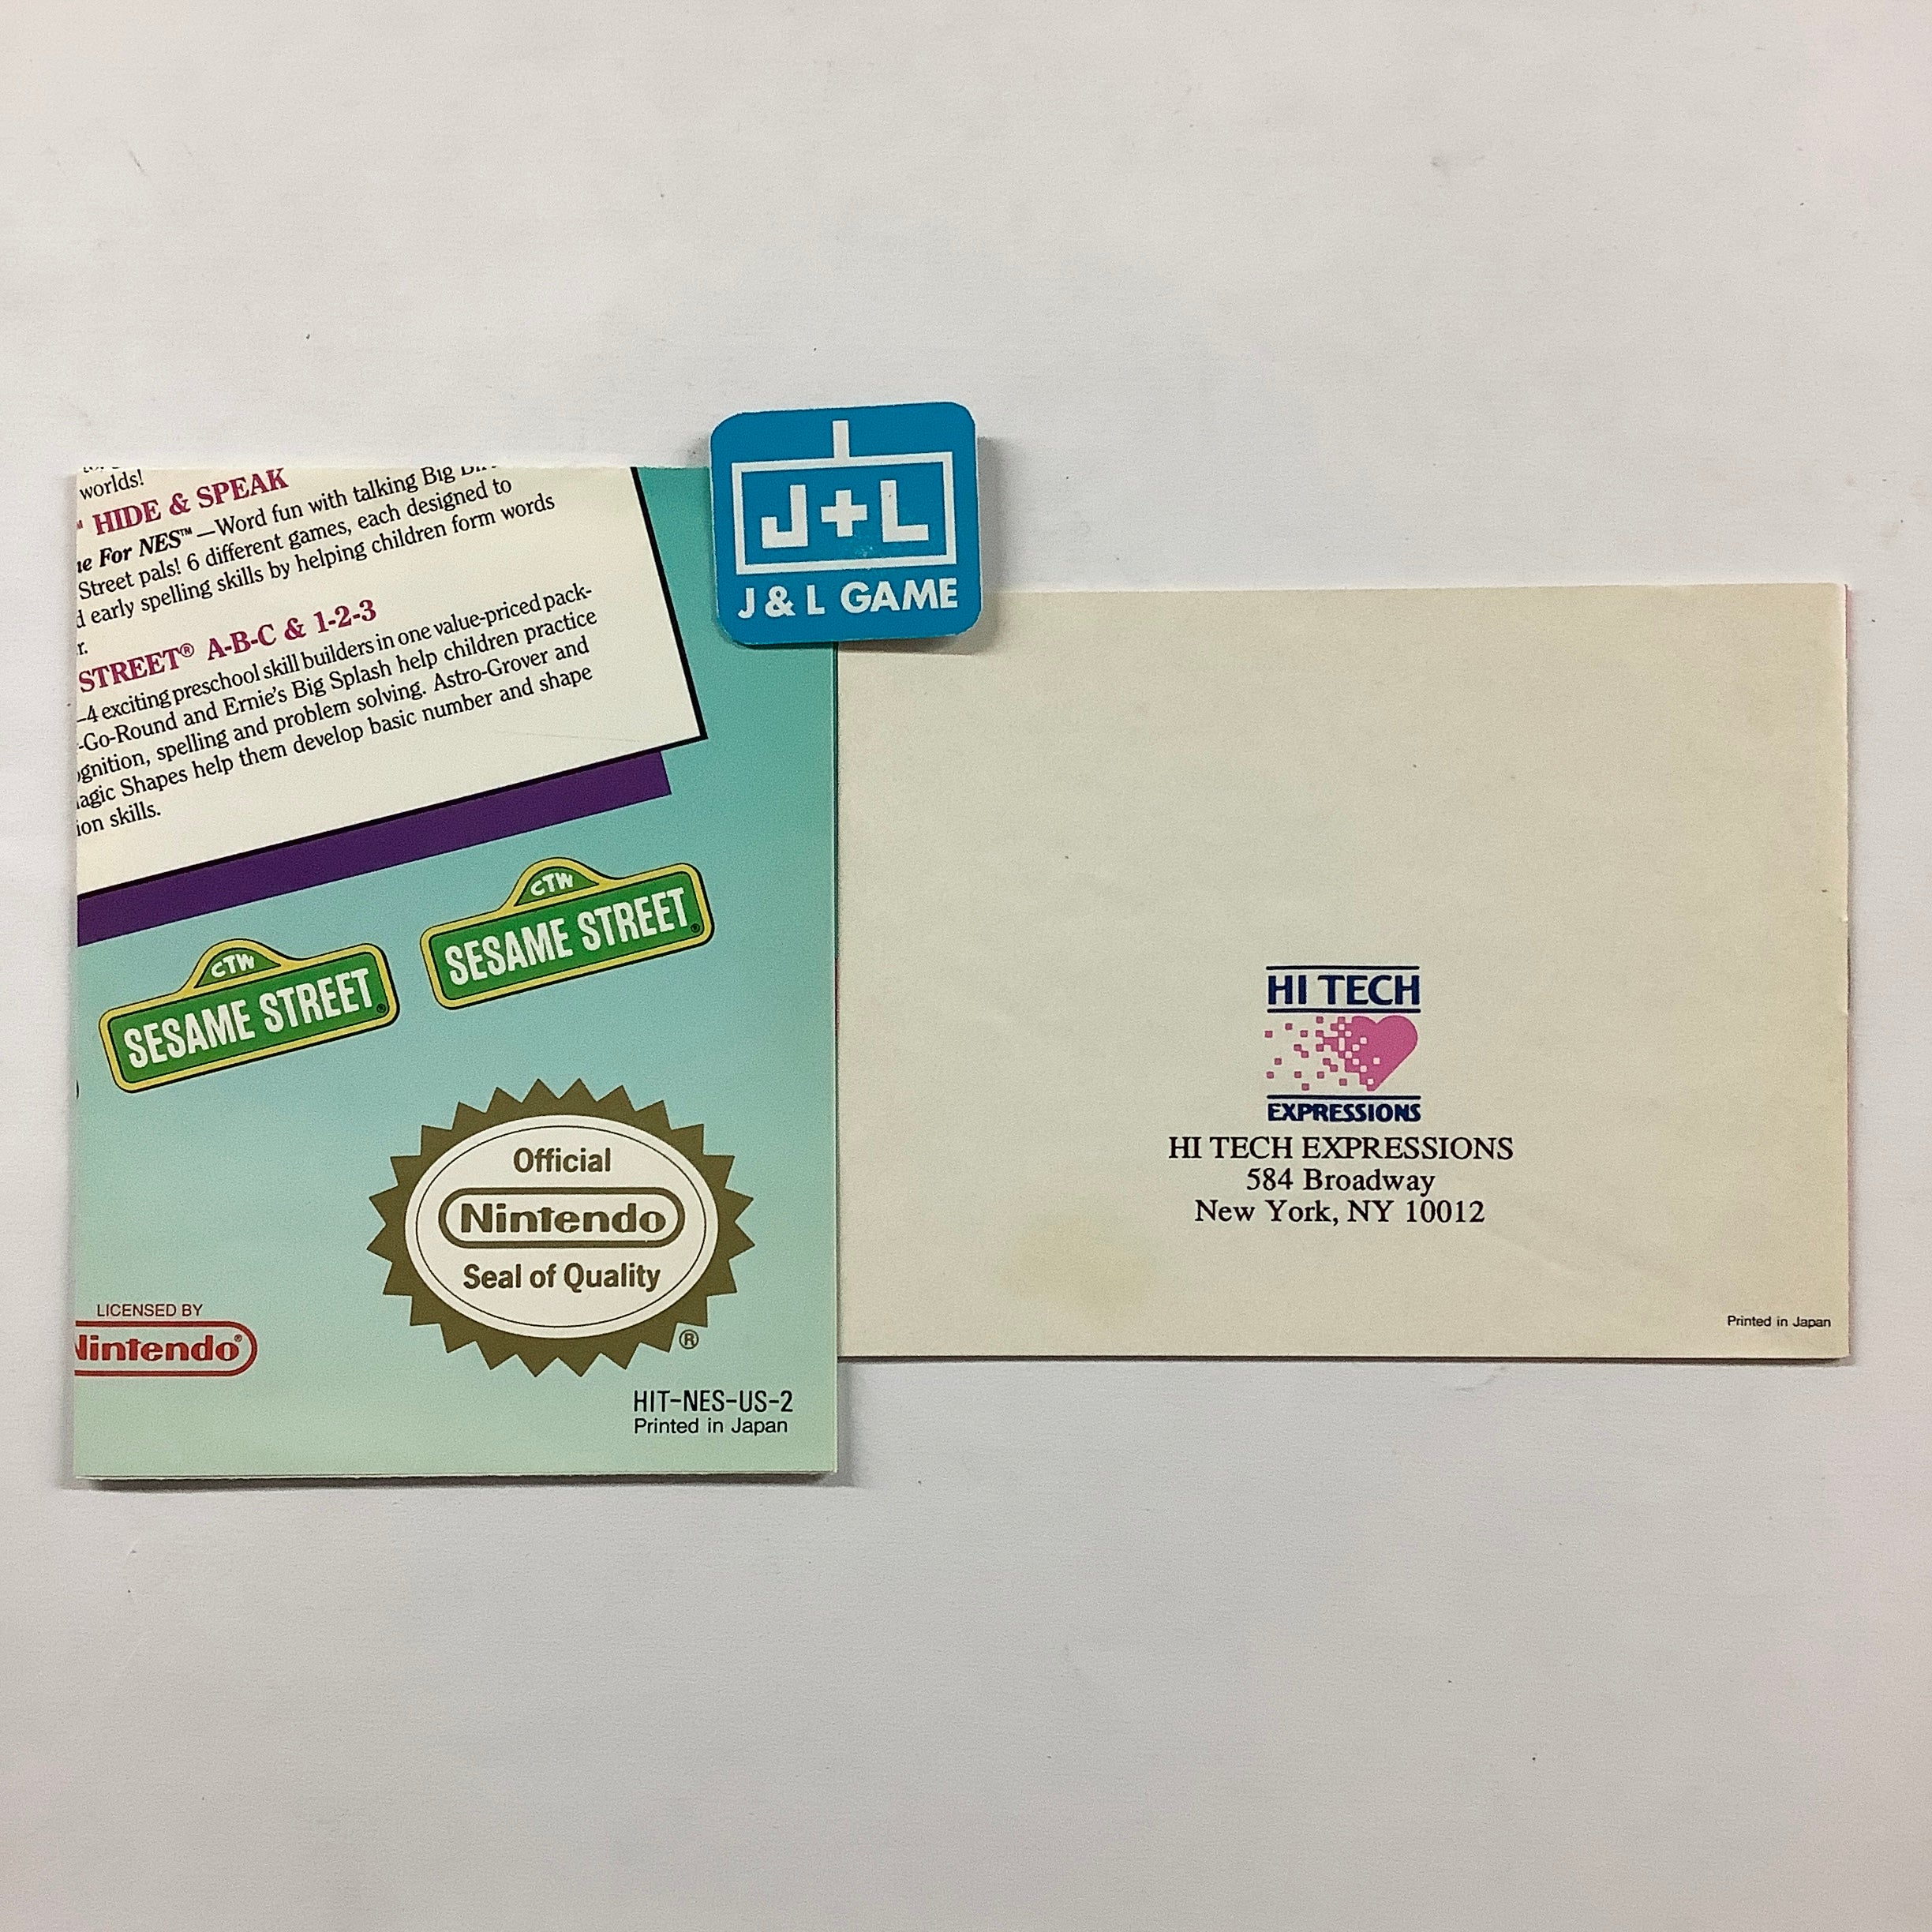 worlds!
HIDE & SPEAK
For NES™—Word fun with talking Big
Street pals! 6 different games, each designed to
early spelling skills by helping children form words
STREET® A-B-C & 1-2-3
—4 exciting preschool skill builders in one value-priced pack-
-Go-Round and Ernie's Big Splash help children practice
ognition, spelling and problem solving. Astro-Grover and
agic Shapes help them develop basic number and shape
ion skills.
CTW
SESAME STREET®
CTW
SESAME STREET®
Official
Nintendo
Seal of Quality
®
LICENSED BY
Nintendo®
HIT-NES-US-2
Printed in Japan
J+L
J & L GAME
HI TECH
EXPRESSIONS
HI TECH EXPRESSIONS
584 Broadway
New York, NY 10012
Printed in Japan